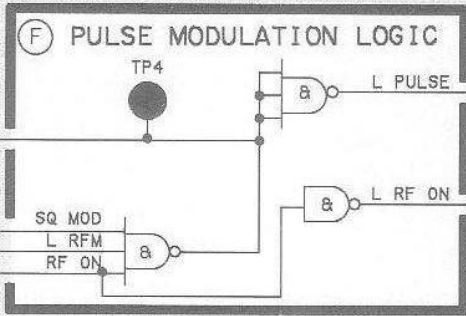 F PULSE MODULATION LOGIC
TP4
& L PULSE
& L RF ON
SQ MOD
L RFM
RF ON
&